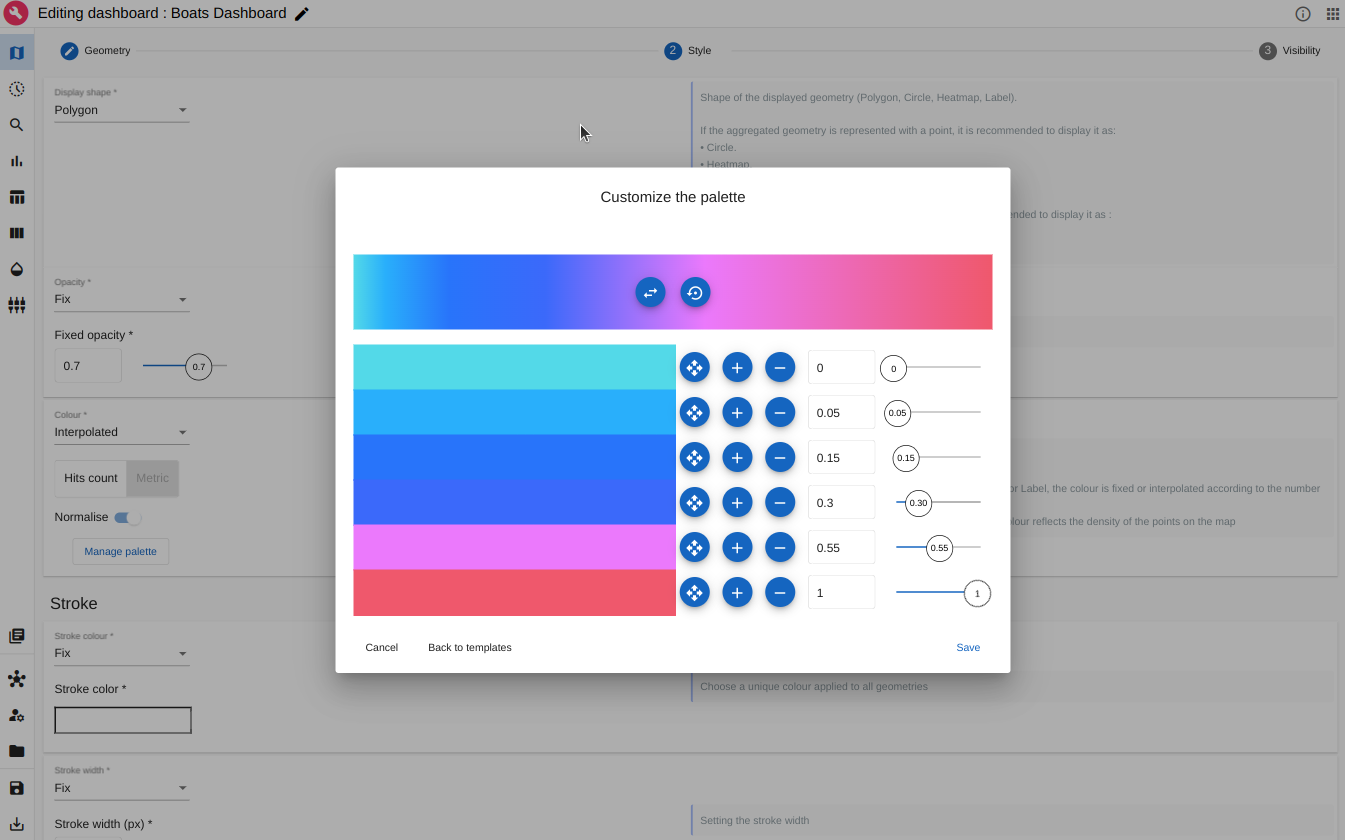 Editing dashboard : Boats Dashboard
Geometry
2
Style
3
Visibility
Display shape *
Polygon
Shape of the displayed geometry (Polygon, Circle, Heatmap, Label).
If the aggregated geometry is represented with a point, it is recommended to display it as:
• Circle.
• Heatmap.
ended to display it as :
Customize the palette
Opacity *
Fix
Fixed opacity *
0.7
0.7
Colour *
Interpolated
Hits count
Metric
Normalise
Manage palette
0
0
0.05
0.05
0.15
0.15
0.3
0.30
0.55
0.55
1
1
Cancel
Back to templates
Save
or Label, the colour is fixed or interpolated according to the number
lour reflects the density of the points on the map
Stroke
Stroke colour *
Fix
Stroke color *
Choose a unique colour applied to all geometries
Stroke width *
Fix
Stroke width (px) *
Setting the stroke width